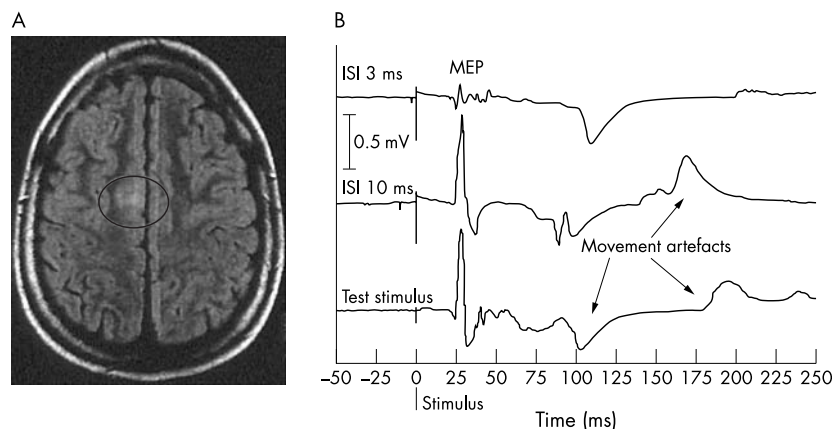 A
B
ISI 3 ms
MEP
0.5 mV
ISI 10 ms
Movement artefacts
Test stimulus
–50 –25 0 25 50 75 100 125 150 175 200 225 250
Stimulus
Time (ms)